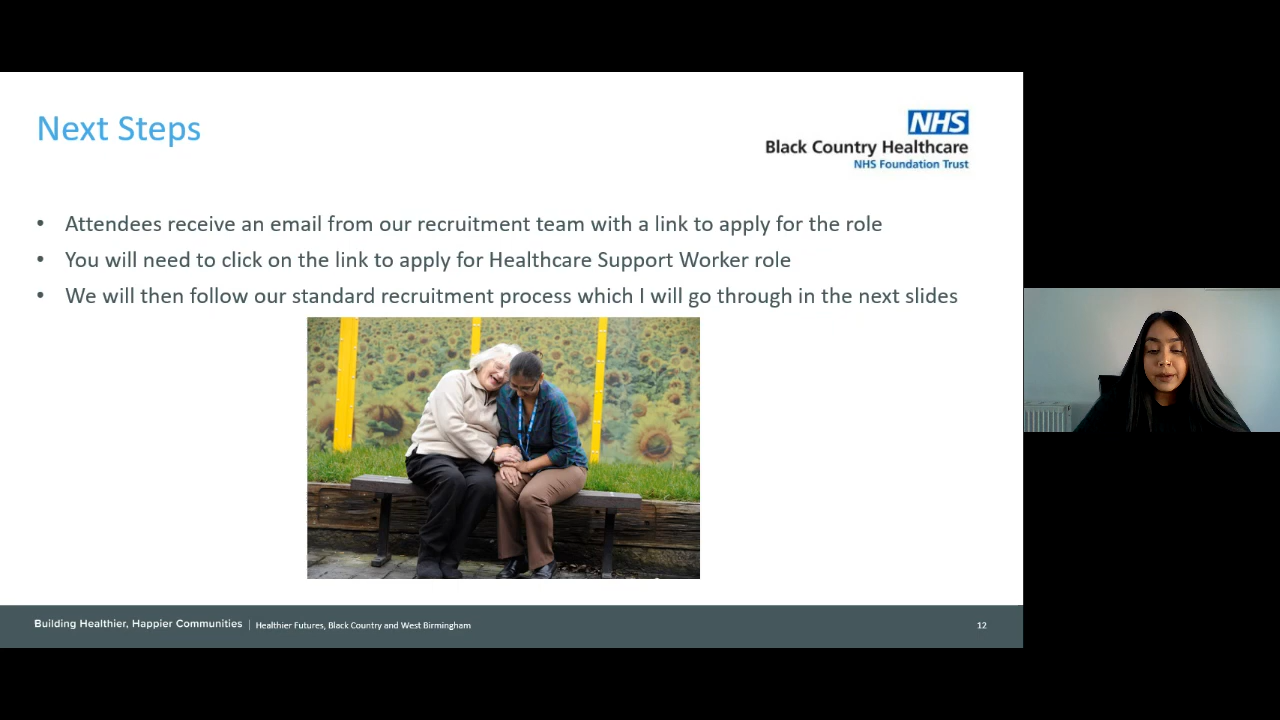 Next Steps
NHS
Black Country Healthcare
NHS Foundation Trust
• Attendees receive an email from our recruitment team with a link to apply for the role
• You will need to click on the link to apply for Healthcare Support Worker role
• We will then follow our standard recruitment process which I will go through in the next slides
Building Healthier, Happier Communities | Healthier Futures, Black Country and West Birmingham
12